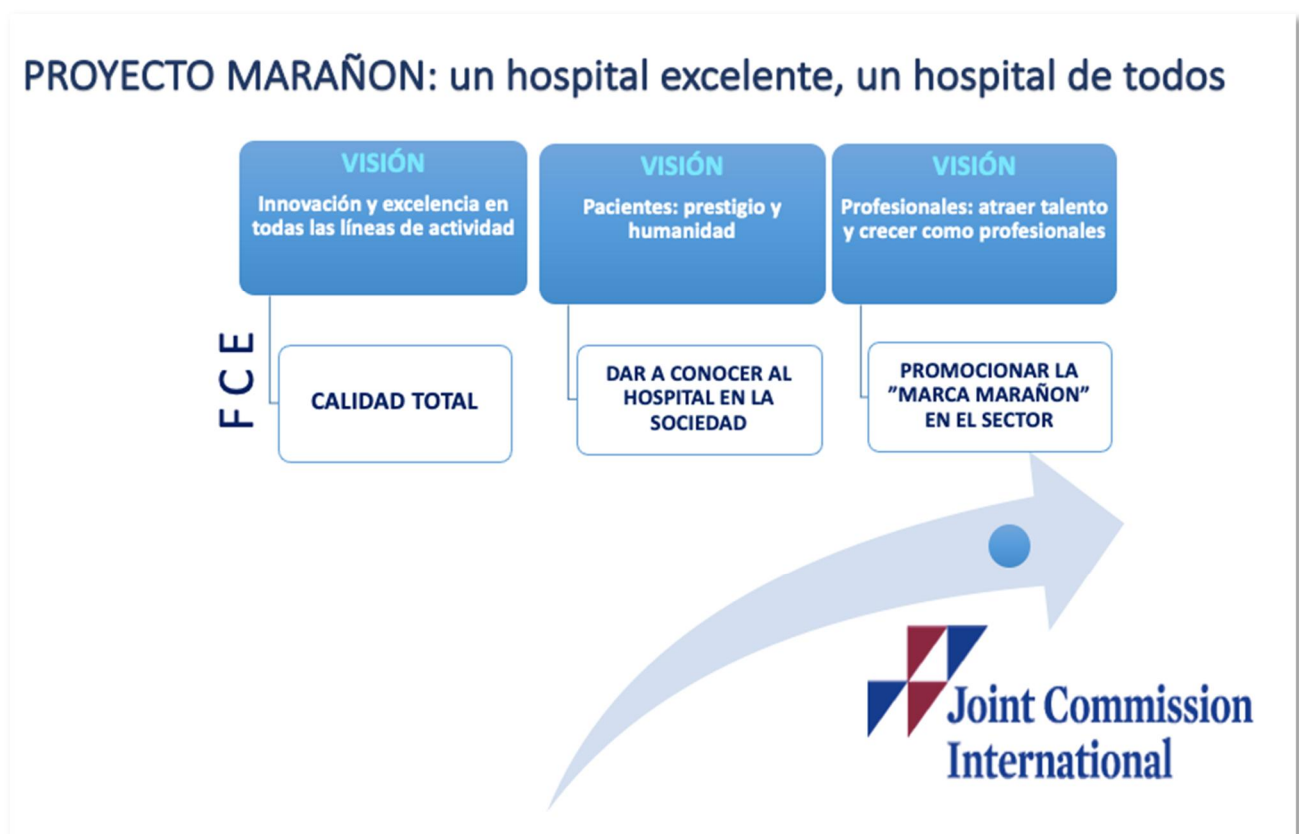 PROYECTO MARAÑON: un hospital excelente, un hospital de todos
VISIÓN
Innovación y excelencia en
todas las líneas de actividad
VISIÓN
Pacientes: prestigio y
humanidad
VISIÓN
Profesionales: atraer talento
y crecer como profesionales
FCE
CALIDAD TOTAL
DAR A CONOCER AL
HOSPITAL EN LA
SOCIEDAD
PROMOCIONAR LA
”MARCA MARAÑON”
EN EL SECTOR
Joint Commission
International